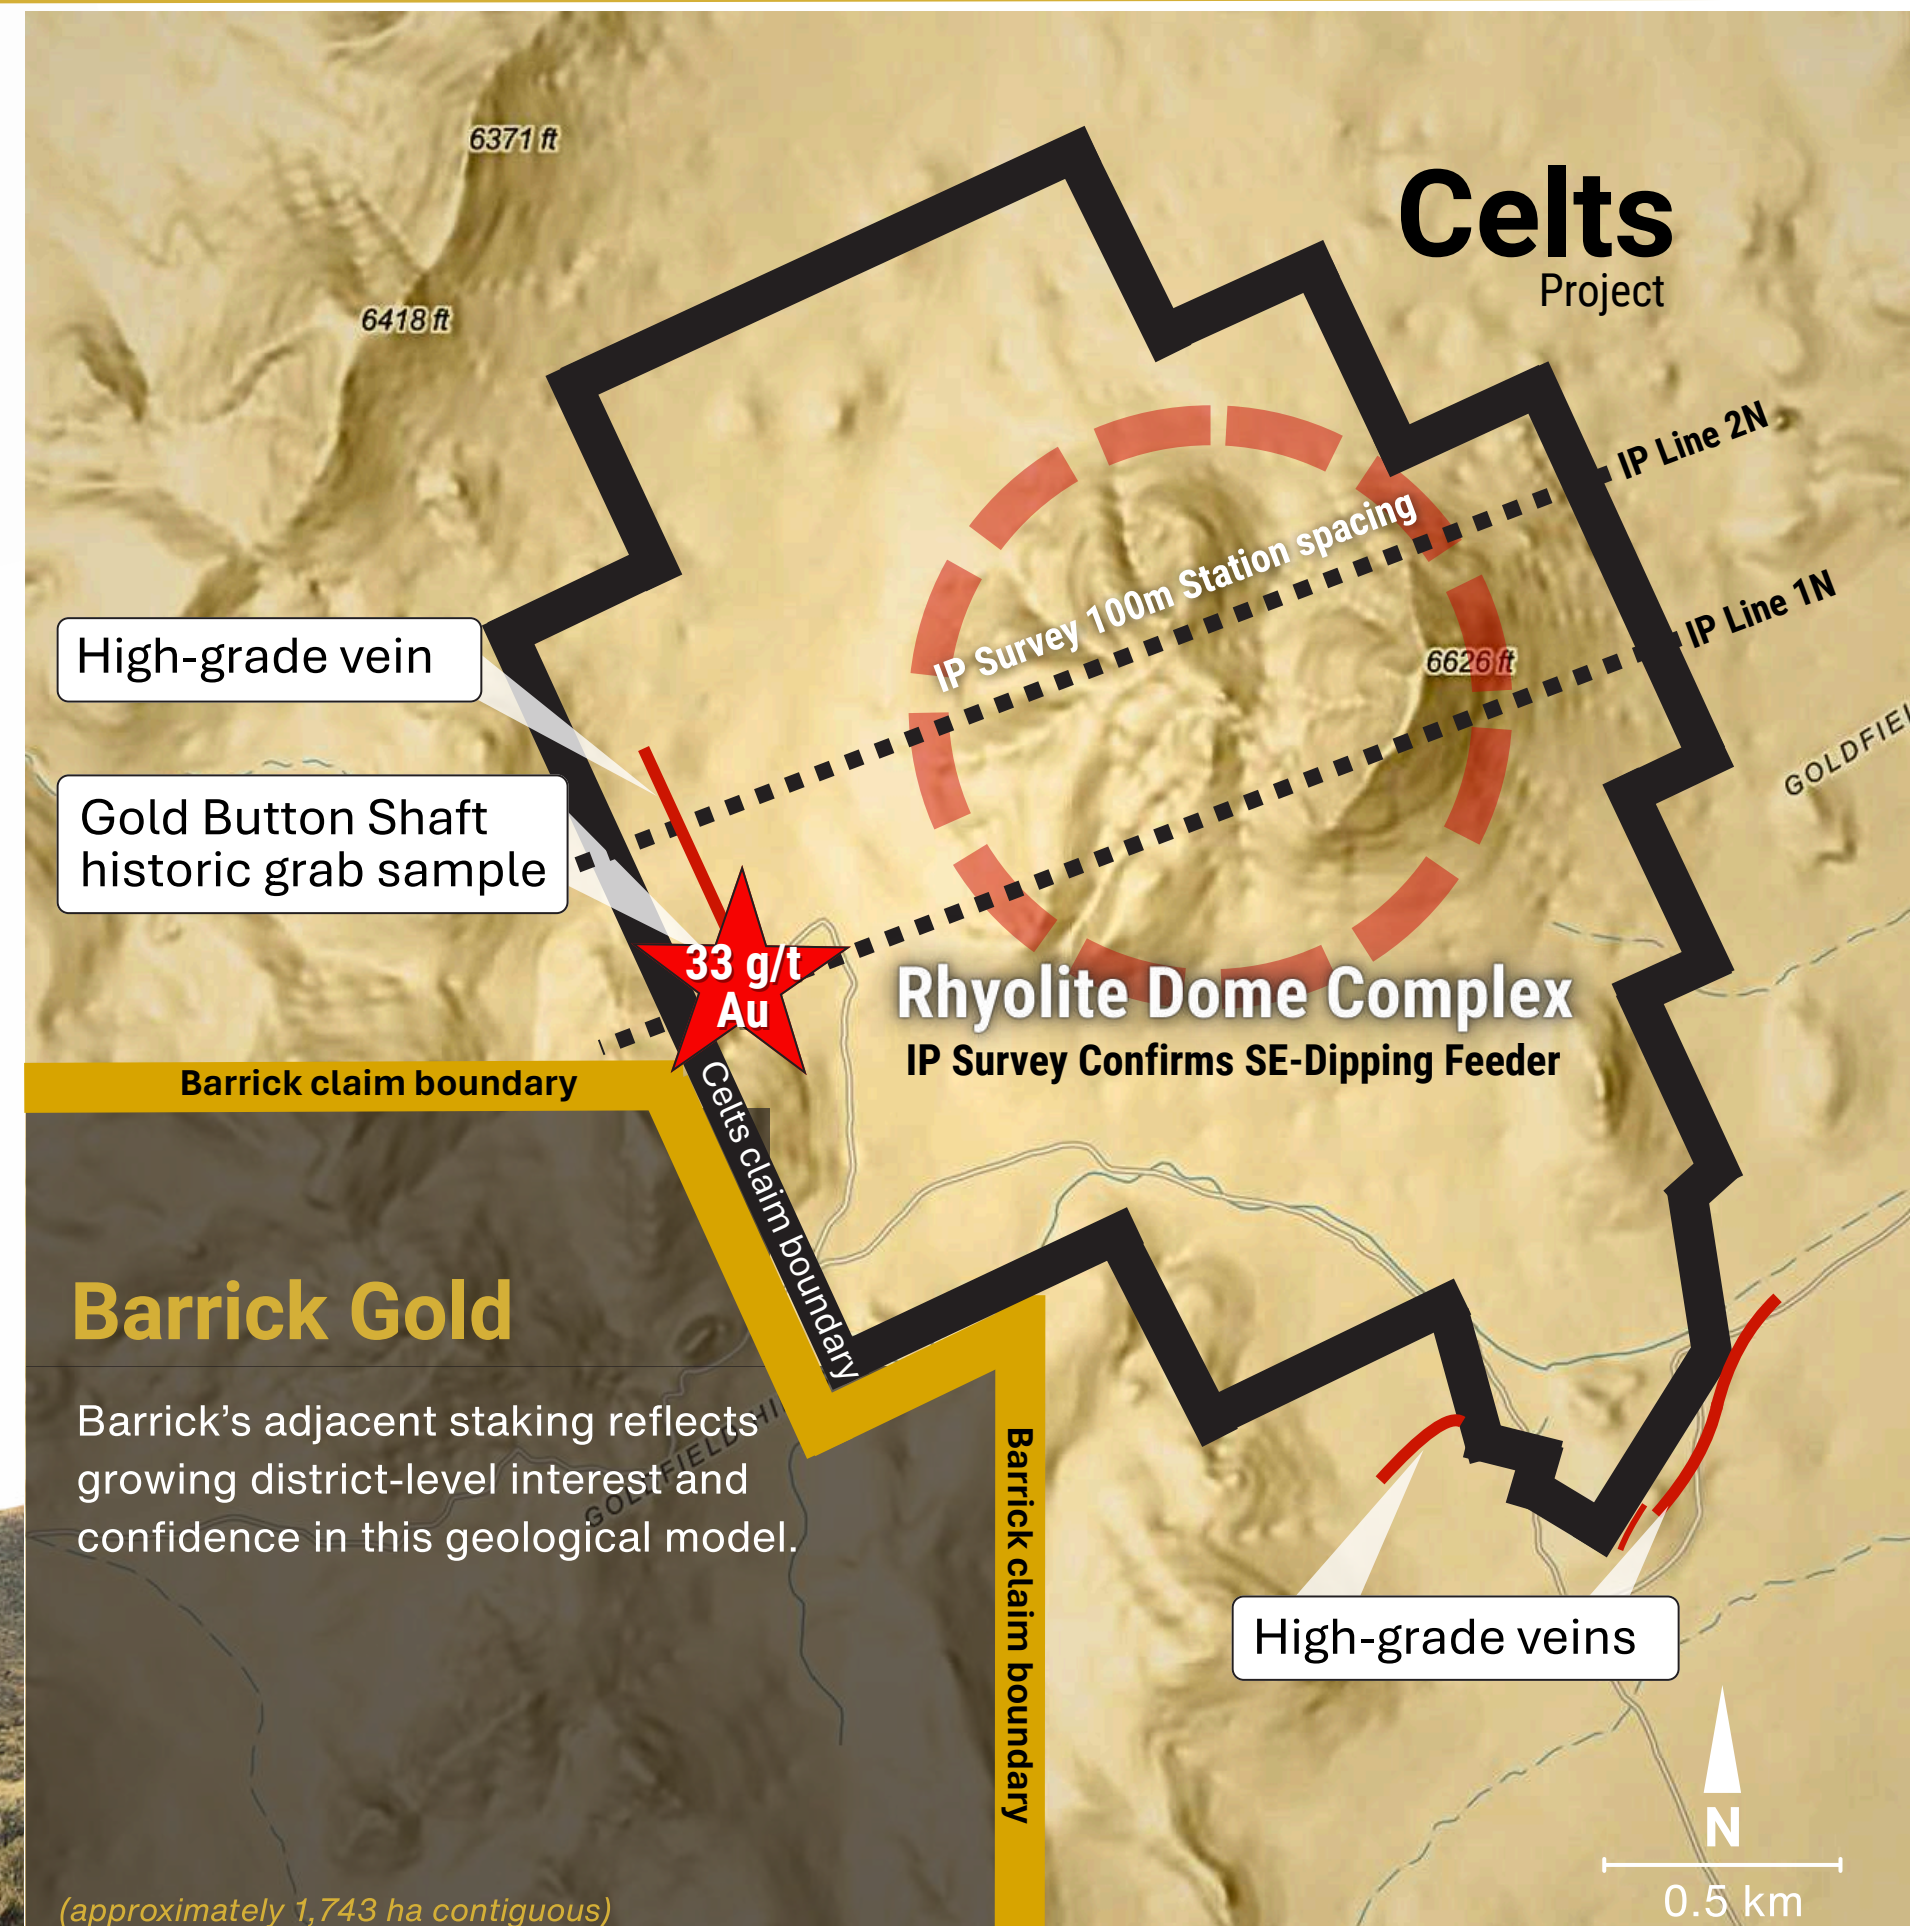 6371 ft
Celts
Project
6418 ft
IP Line 2N
IP Survey 100m Station spacing
IP Line 1N
High-grade vein
6626 ft
Gold Button Shaft
historic grab sample
33 g/t
Au
Rhyolite Dome Complex
IP Survey Confirms SE-Dipping Feeder
Barrick claim boundary
Celts claim boundary
Barrick Gold
Barrick's adjacent staking reflects
growing district-level interest and
confidence in this geological model.
Barrick claim boundary
High-grade veins
N
0.5 km
(approximately 1,743 ha contiguous)